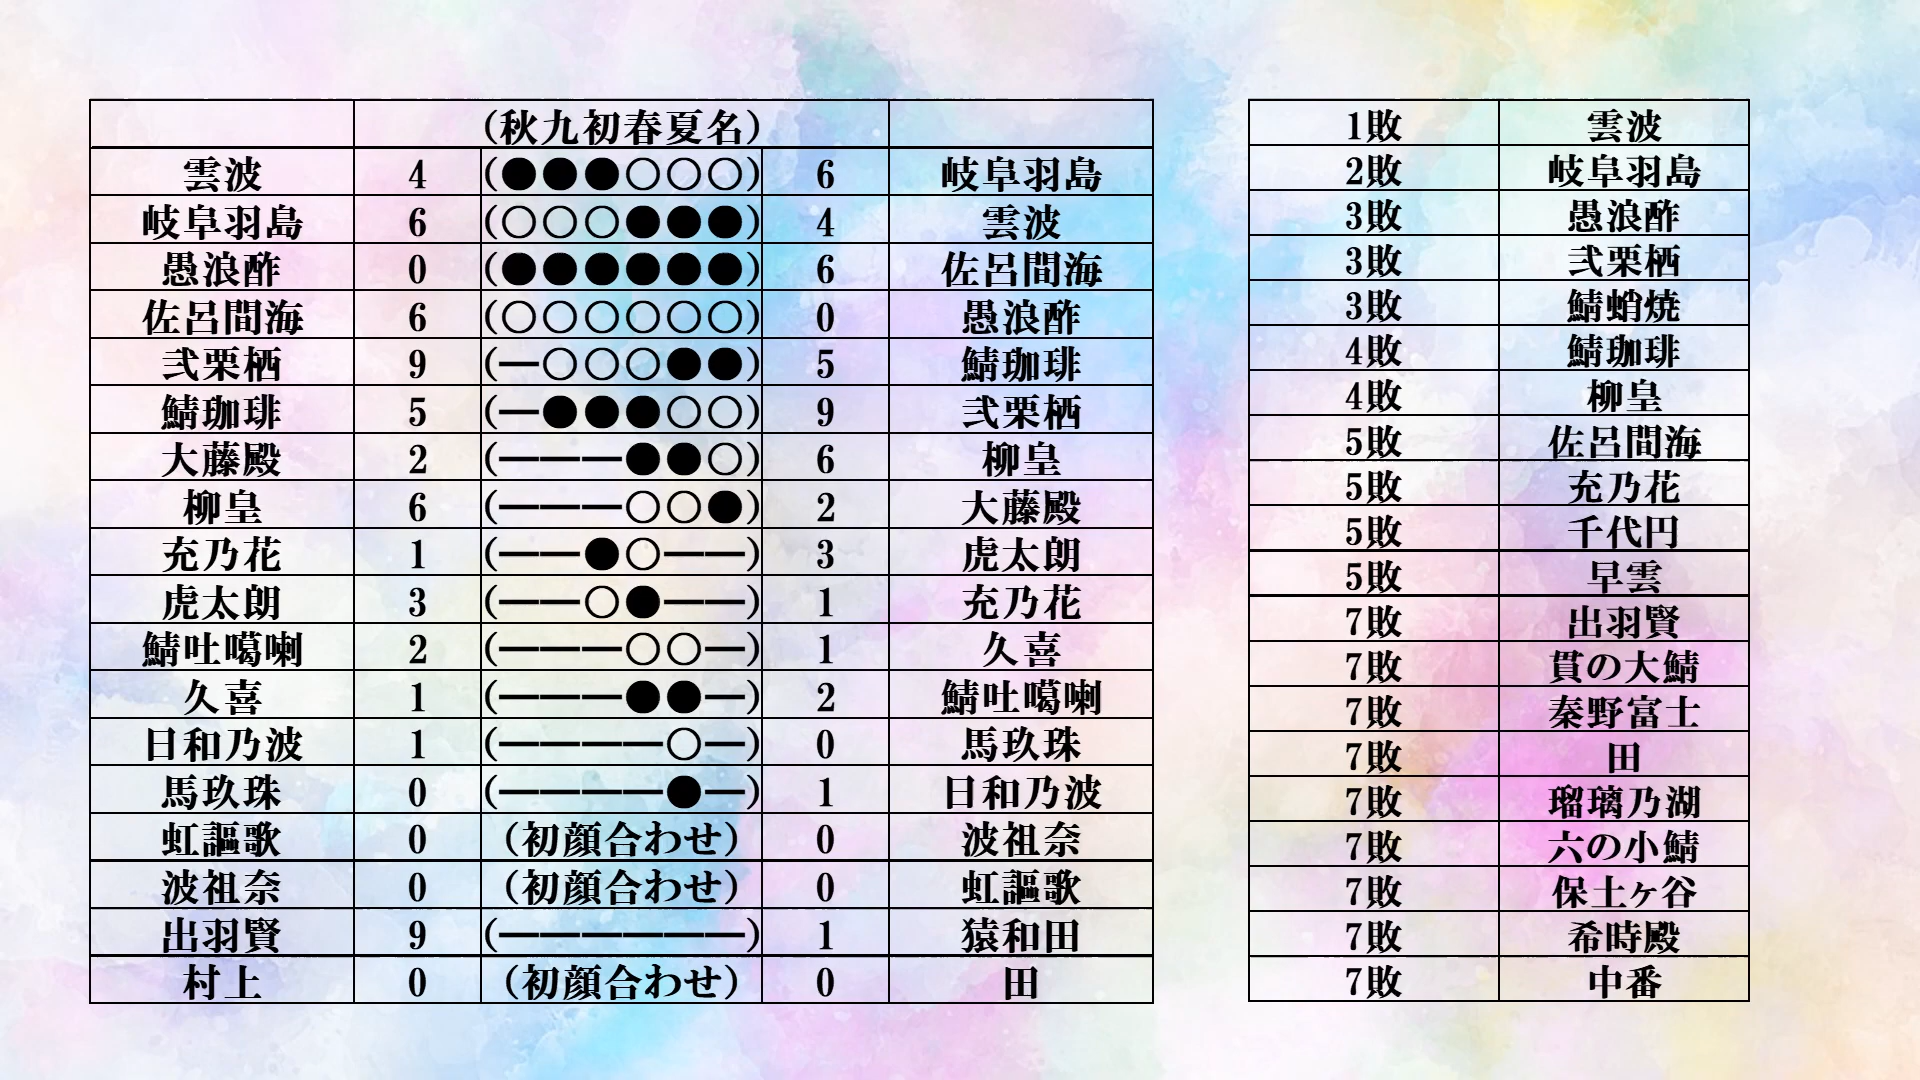 （秋九初春夏名）
雲波 4 （●●●○○○） 6 岐阜羽島
岐阜羽島 6 （○○○●●●） 4 雲波
愚浪酢 0 （●●●●●●） 6 佐呂間海
佐呂間海 6 （○○○○○○） 0 愚浪酢
弐栗栖 9 （―○○○●●） 5 鯖珈琲
鯖珈琲 5 （―●●●○○） 9 弐栗栖
大藤殿 2 （―――●●○） 6 柳皇
柳皇 6 （―――○○●） 2 大藤殿
充乃花 1 （――●○――） 3 虎太朗
虎太朗 3 （――○●――） 1 充乃花
鯖吐噶喇 2 （―――○○―） 1 久喜
久喜 1 （―――●●―） 2 鯖吐噶喇
日和乃波 1 （――――○―） 0 馬玖珠
馬玖珠 0 （――――●―） 1 日和乃波
虹謳歌 0 （初顔合わせ） 0 波祖奈
波祖奈 0 （初顔合わせ） 0 虹謳歌
出羽賢 9 （――――――） 1 猿和田
村上 0 （初顔合わせ） 0 田
1敗 雲波
2敗 岐阜羽島
3敗 愚浪酢
3敗 弐栗栖
3敗 鯖蛸焼
4敗 鯖珈琲
4敗 柳皇
5敗 佐呂間海
5敗 充乃花
5敗 千代円
5敗 早雲
7敗 出羽賢
7敗 貫の大鯖
7敗 秦野富士
7敗 田
7敗 瑠璃乃湖
7敗 六の小鯖
7敗 保土ヶ谷
7敗 希時殿
7敗 中番